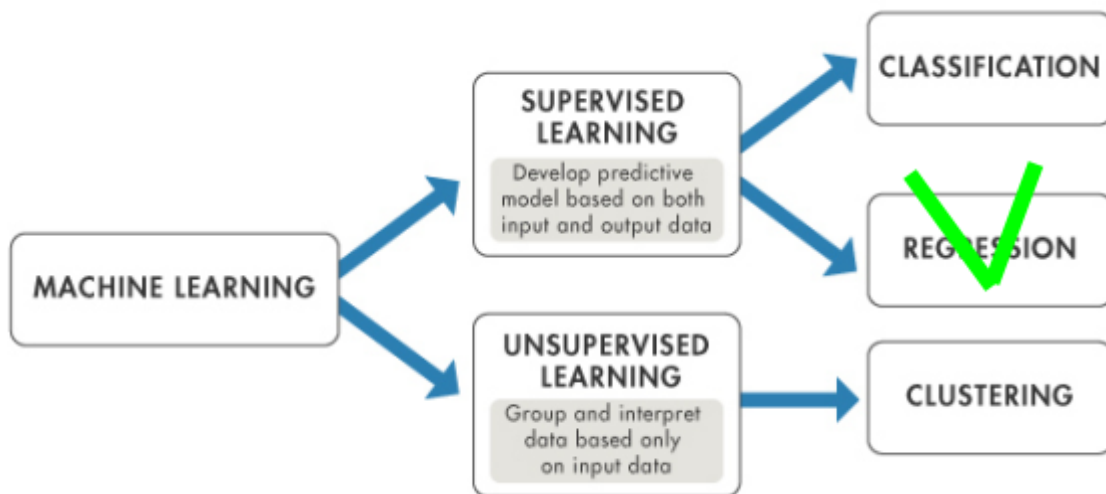 MACHINE LEARNING
SUPERVISED
LEARNING
Develop predictive
model based on both
input and output data
UNSUPERVISED
LEARNING
Group and interpret
data based only
on input data
CLASSIFICATION
REGRESSION
CLUSTERING